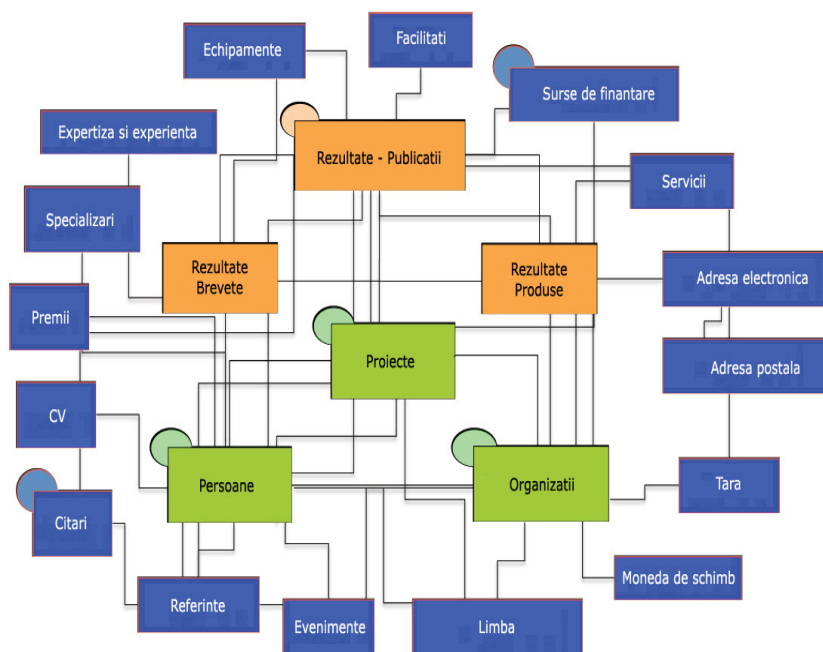 Echipamente
Facilitati
Surse de finantare
Expertiza si experienta
Rezultate - Publicatii
Servicii
Specializari
Rezultate
Brevete
Rezultate
Produse
Adresa electronica
Premii
Proiecte
Adresa postala
CV
Persoane
Organizatii
Tara
Citari
Moneda de schimb
Referinte
Evenimente
Limba